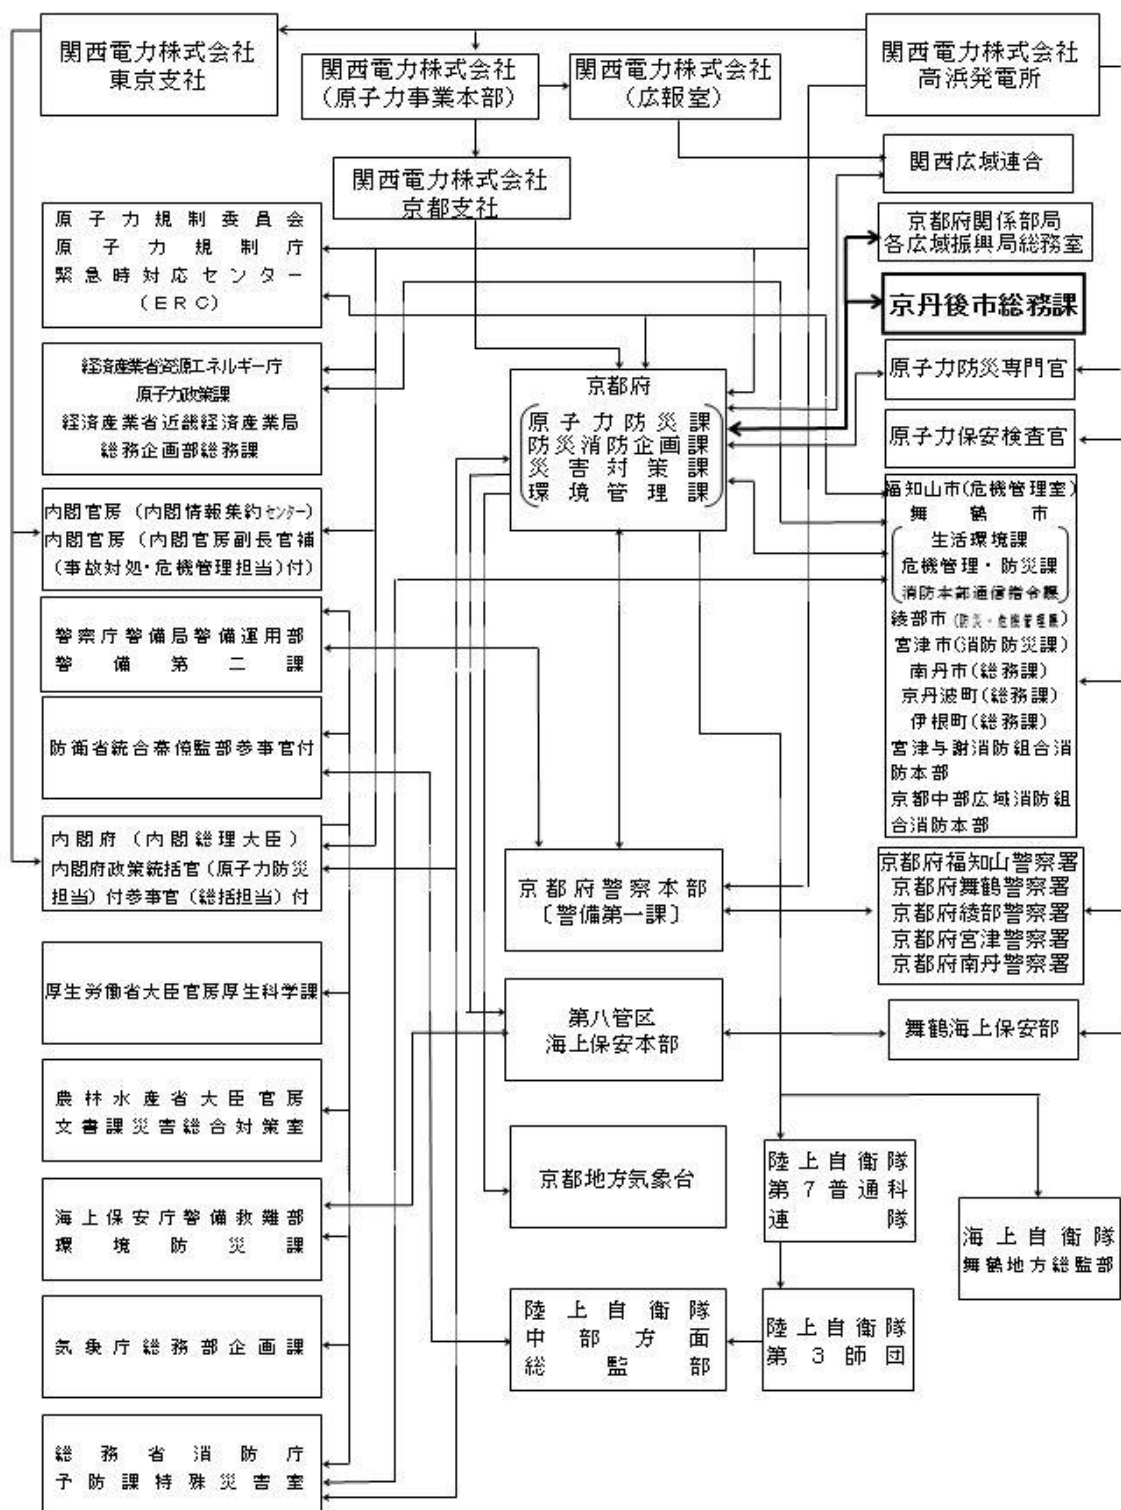 関西電力株式会社
東京支社
関西電力株式会社
(原子力事業本部)
関西電力株式会社
(広報室)
関西電力株式会社
高浜発電所
関西電力株式会社
京都支社
関西広域連合
京都府関係部局
各広域振興局総務室
京丹後市総務課
原子力防災専門官
原子力保安検査官
原子力規制委員会
原子力規制庁
緊急時対応センター
(ERC)
経済産業省資源エネルギー庁
原子力政策課
経済産業省近畿経済産業局
総務企画部総務課
内閣官房(内閣情報集約センター)
内閣官房(内閣官房副長官補
(事故対処・危機管理担当)付)
警察庁警備局警備運用部
警備第二課
防衛省統合幕僚監部参事官付
内閣府(内閣総理大臣)
内閣府政策統括官(原子力防災
担当)付参事官(総括担当)付
厚生労働省大臣官房厚生科学課
農林水産省大臣官房
文書課災害総合対策室
海上保安庁警備救難部
環境防災課
気象庁総務部企画課
総務省消防庁
予防課特殊災害室
京都府
原子力防災課
防災消防企画課
災害対策課
環境管理課
京都府警察本部
〔警備第一課〕
第八管区
海上保安本部
京都地方気象台
陸上自衛隊
中部方面
総監部
陸上自衛隊
第7普通科
連隊
陸上自衛隊
第3師団
海上自衛隊
舞鶴地方総監部
福知山市(危機管理室)
舞鶴市
生活環境課
危機管理・防災課
消防本部通信指令課
綾部市(防災・危機管理課)
宮津市(消防防災課)
南丹市(総務課)
京丹波町(総務課)
伊根町(総務課)
宮津与謝消防組合消
防本部
京都中部広域消防組
合消防本部
京都府福知山警察署
京都府舞鶴警察署
京都府綾部警察署
京都府宮津警察署
京都府南丹警察署
舞鶴海上保安部